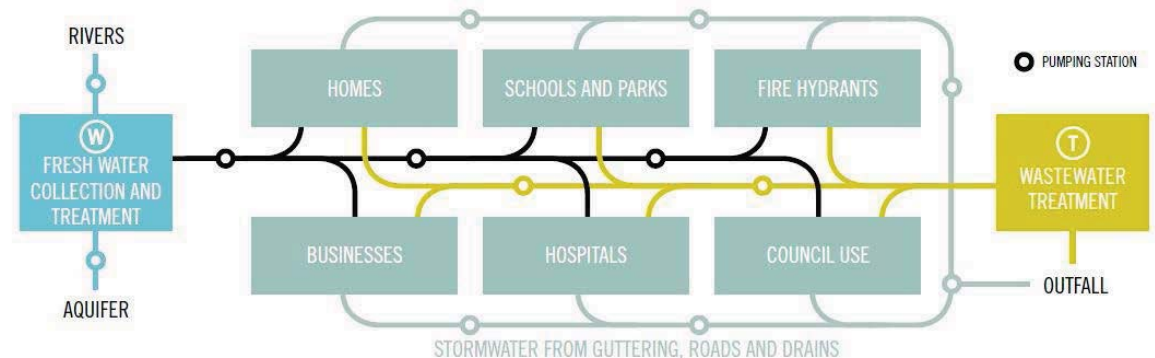 RIVERS
W
FRESH WATER
COLLECTION AND
TREATMENT
AQUIFER
HOMES
SCHOOLS AND PARKS
FIRE HYDRANTS
BUSINESSES
HOSPITALS
COUNCIL USE
PUMPING STATION
T
WASTEWATER
TREATMENT
OUTFALL
STORMWATER FROM GUTTERING, ROADS AND DRAINS